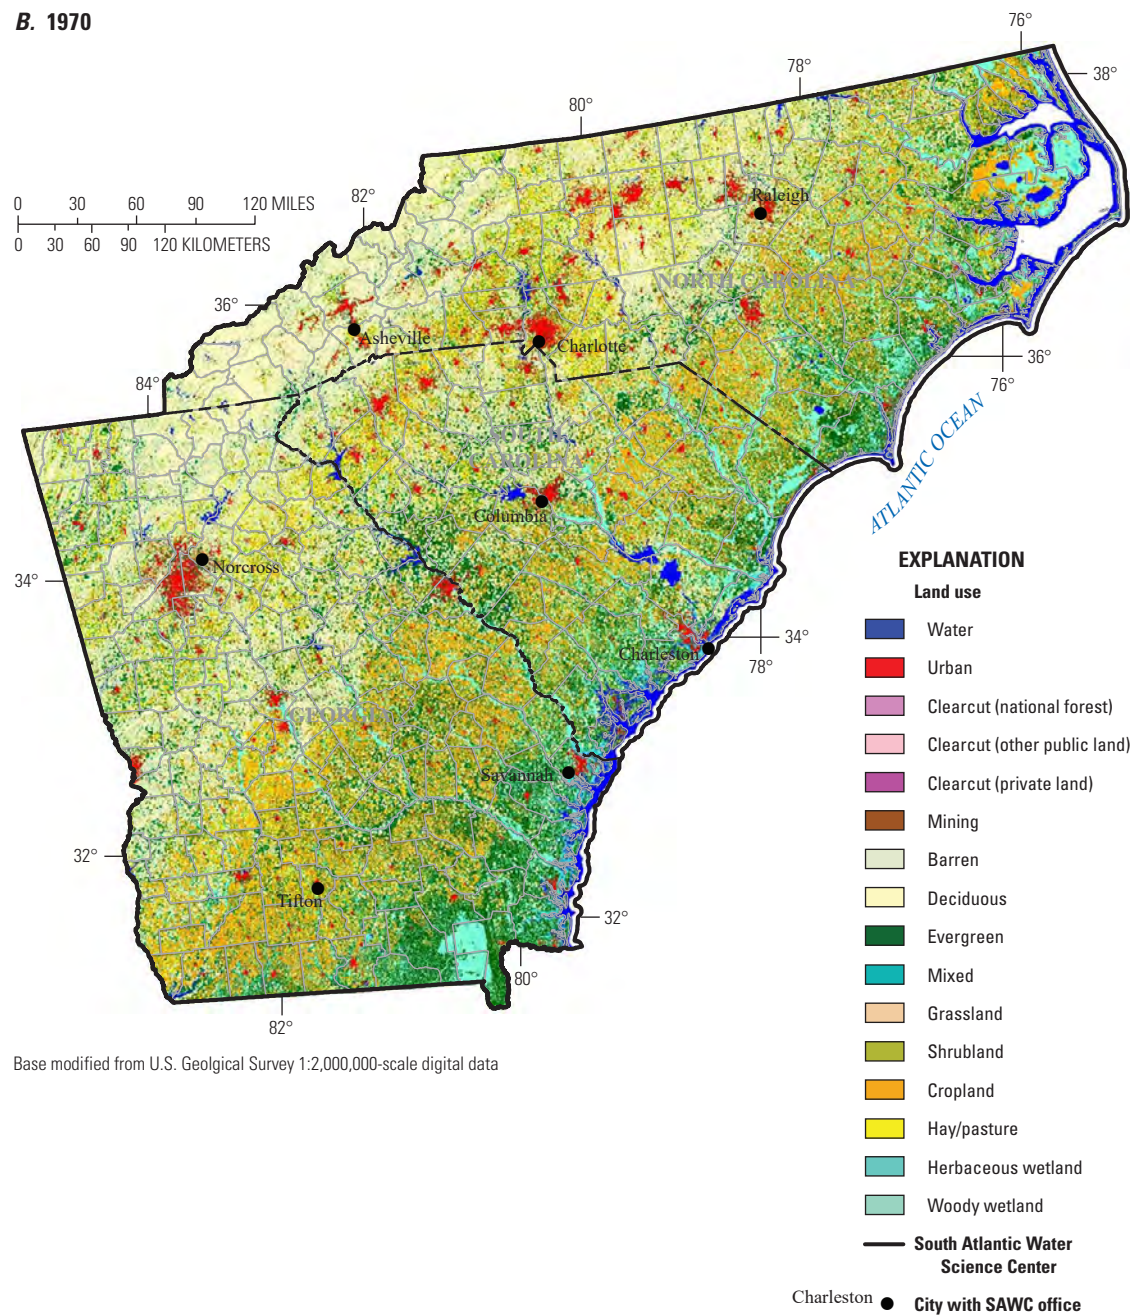 B. 1970
76°
38°
78°
80°
82°
0 30 60 90 120 MILES
0 30 60 90 120 KILOMETERS
Raleigh
NORTH CAROLINA
36°
Asheville
Charlotte
84°
36°
76°
ATLANTIC OCEAN
SOUTH
CAROLINA
Columbia
Norcross
34°
34°
Charleston
78°
GEORGIA
Savannah
32°
Tifton
32°
80°
82°
Base modified from U.S. Geolgical Survey 1:2,000,000-scale digital data
EXPLANATION
Land use
Water
Urban
Clearcut (national forest)
Clearcut (other public land)
Clearcut (private land)
Mining
Barren
Deciduous
Evergreen
Mixed
Grassland
Shrubland
Cropland
Hay/pasture
Herbaceous wetland
Woody wetland
South Atlantic Water
Science Center
Charleston City with SAWC office